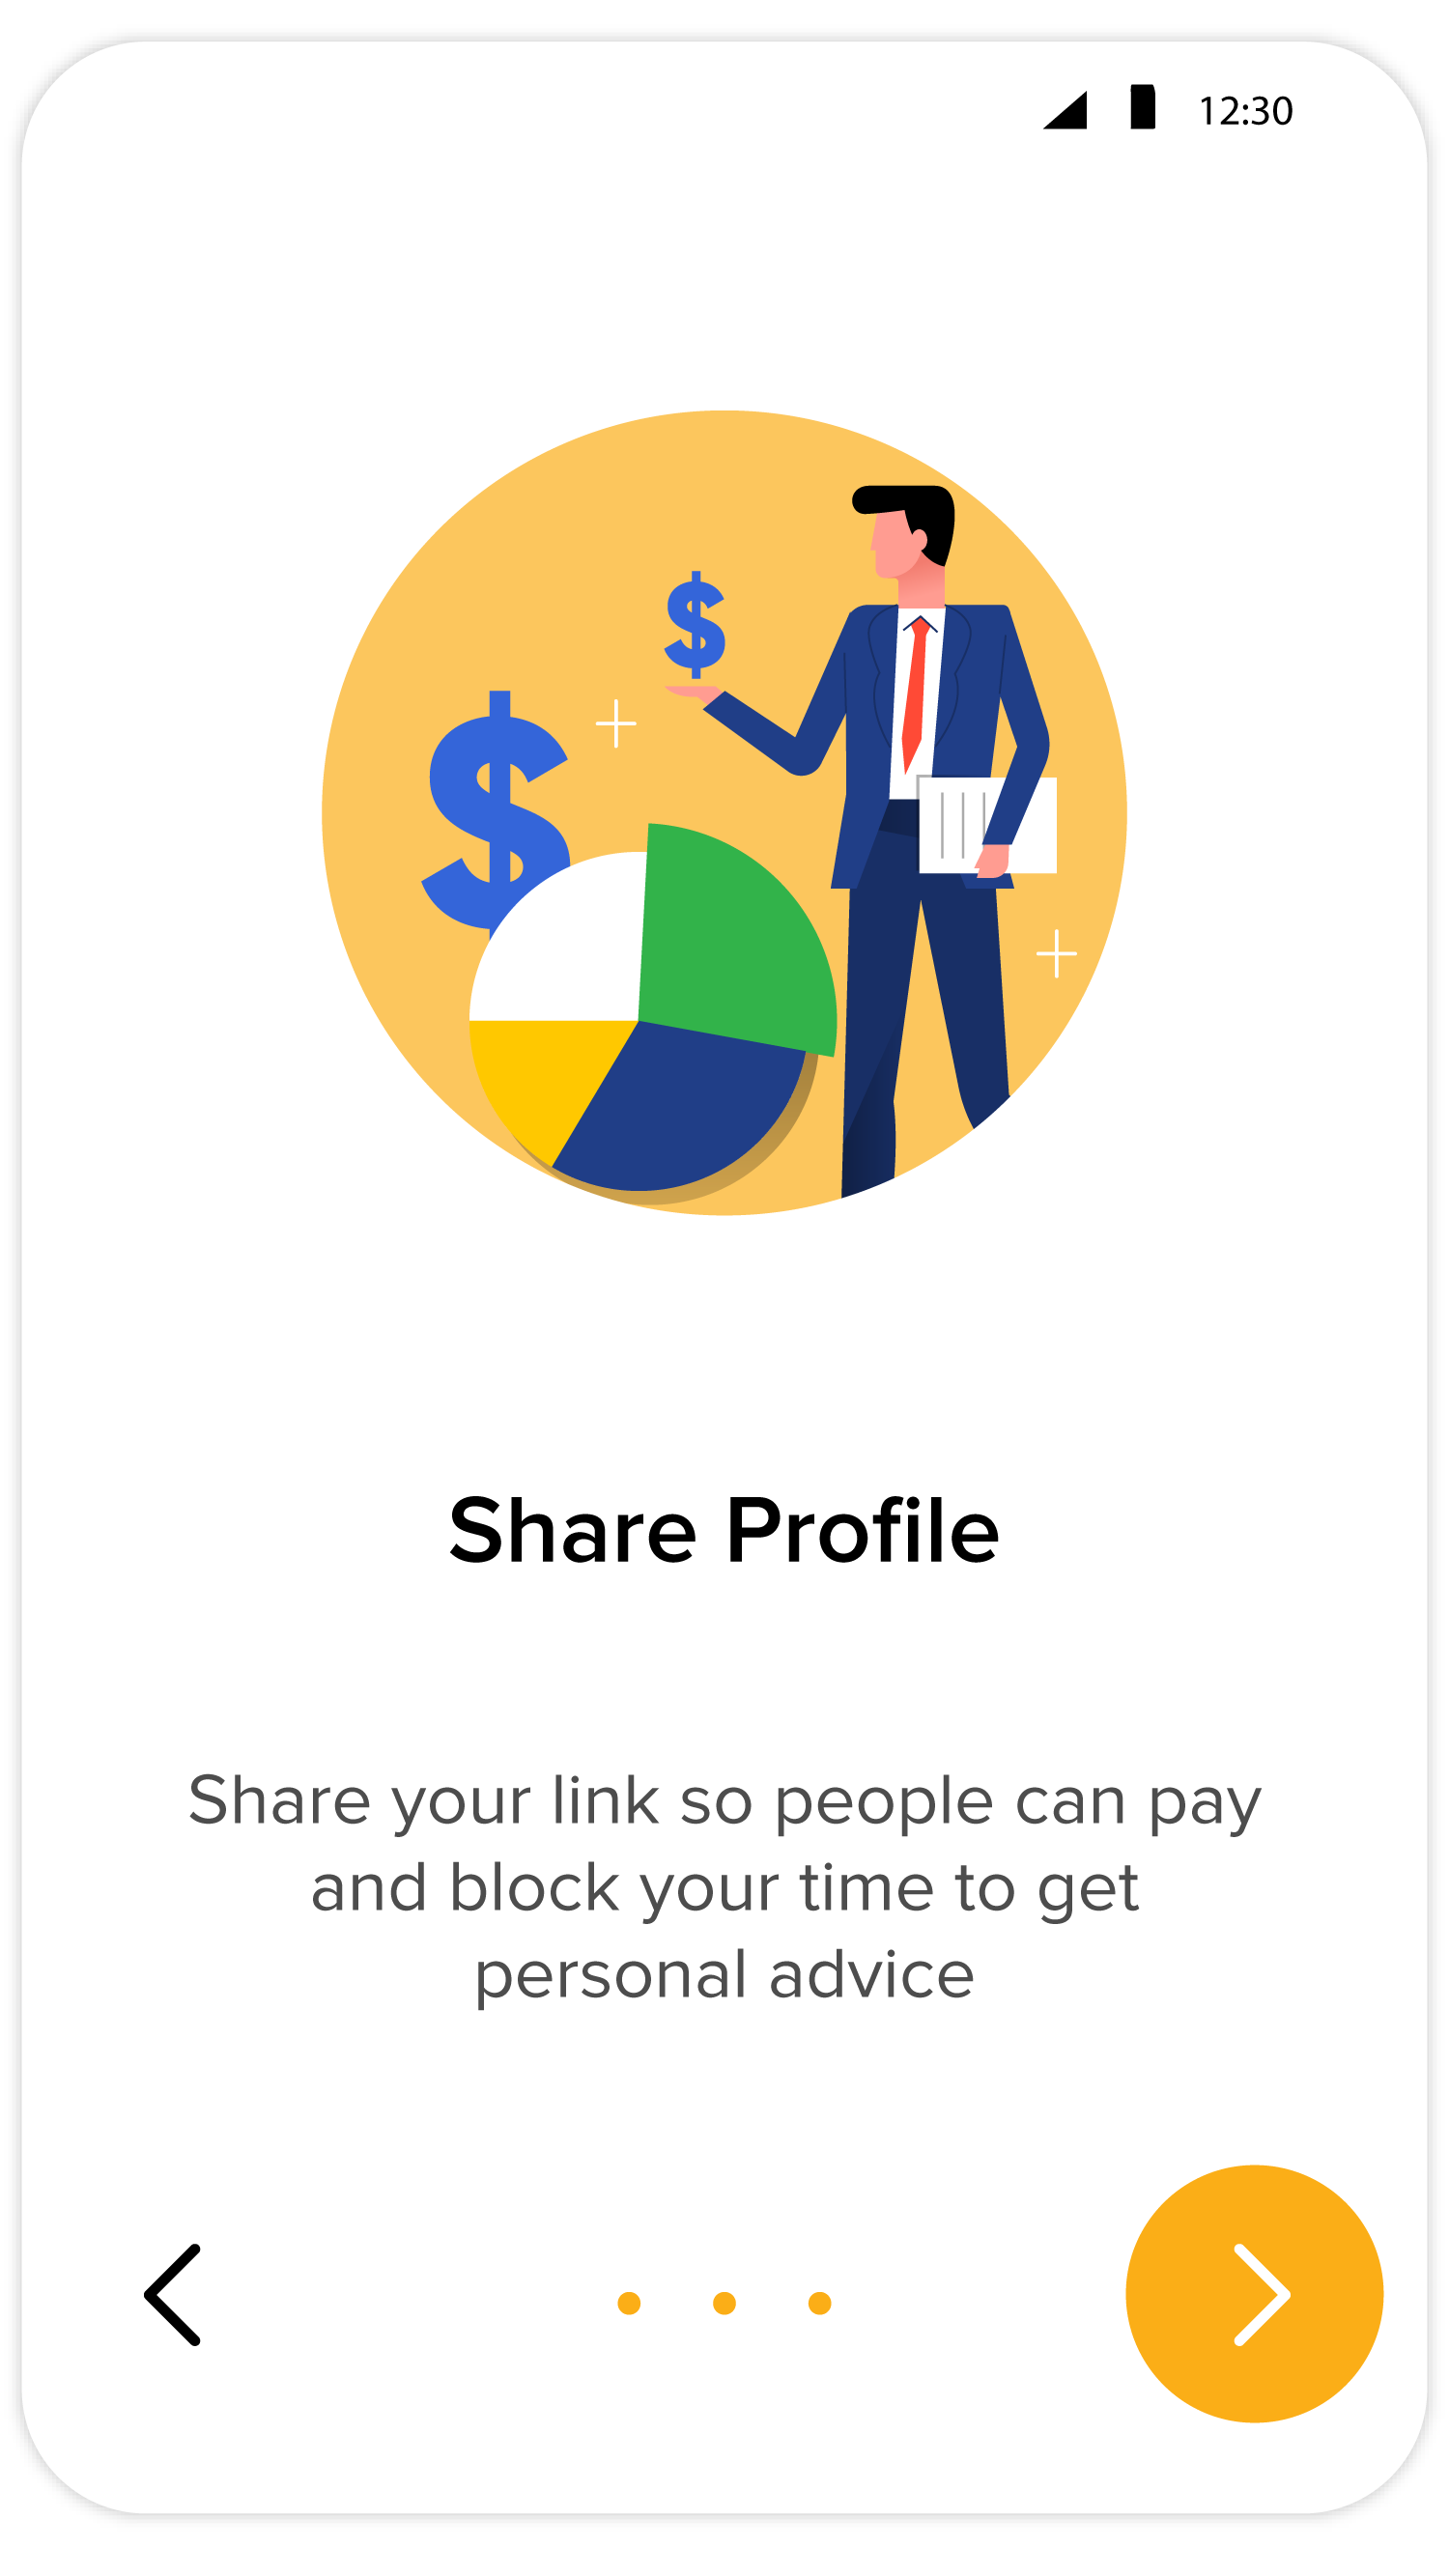 12:30
$
$
Share Profile
Share your link so people can pay
and block your time to get
personal advice